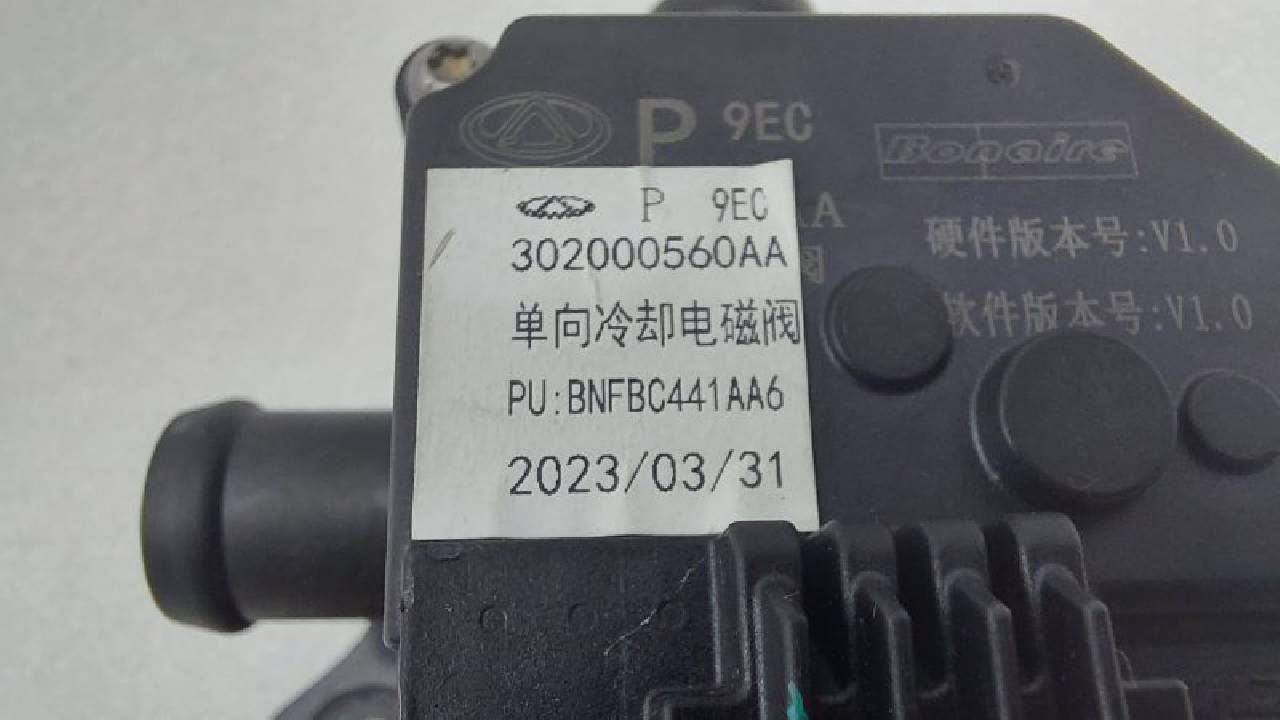 P 9EC
Bonaire
P 9EC
302000560AA
单向冷却电磁阀
PU:BNFBC441AA6
2023/03/31
硬件版本号:V1.0
软件版本号:V1.0